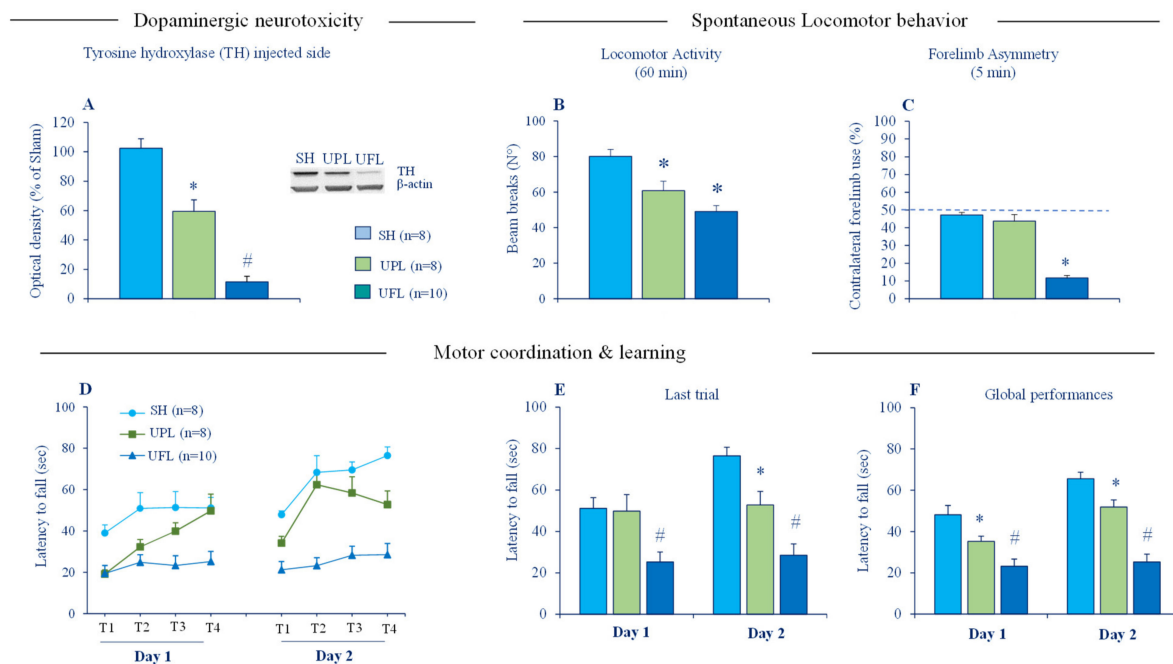 Dopaminergic neurotoxicity
Spontaneous Locomotor behavior
Tyrosine hydroxylase (TH) injected side
Locomotor Activity
(60 min)
Forelimb Asymmetry
(5 min)
A
Optical density (% of Sham)
120
100
80
60
40
20
0
*
#
SH UPL UFL
TH
β-actin
SH (n=8)
UPL (n=8)
UFL (n=10)
B
Beam breaks (N°)
100
80
60
40
20
0
*
*
C
Contralateral forelimb use (%)
100
90
80
70
60
50
40
30
20
10
0
*
Motor coordination & learning
D
Latency to fall (sec)
100
80
60
40
20
0
SH (n=8)
UPL (n=8)
UFL (n=10)
T1 T2 T3 T4
T1 T2 T3 T4
Day 1
Day 2
E
Last trial
Latency to fall (sec)
100
80
60
40
20
0
#
*
#
Day 1
Day 2
F
Global performances
Latency to fall (sec)
100
80
60
40
20
0
*
#
*
#
Day 1
Day 2